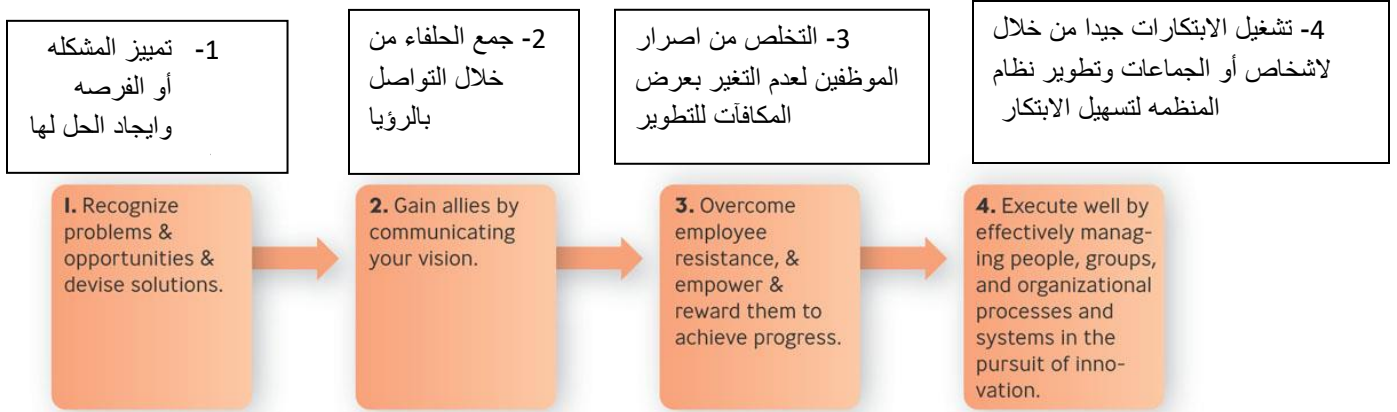 1- تمييز المشكله
أو الفرصه
وايجاد الحل لها
2- جمع الحلفاء من
خلال التواصل
بالرؤيا
3- التخلص من اصرار
الموظفين لعدم التغير بعرض
المكافآت للتطوير
4- تشغيل الابتكارات جيدا من خلال
لاشخاص أو الجماعات وتطوير نظام
المنظمه لتسهيل الابتكار
1. Recognize
problems &
opportunities &
devise solutions.
2. Gain allies by
communicating
your vision.
3. Overcome
employee
resistance, &
empower &
reward them to
achieve progress.
4. Execute well by
effectively manag-
ing people, groups,
and organizational
processes and
systems in the
pursuit of inno-
vation.